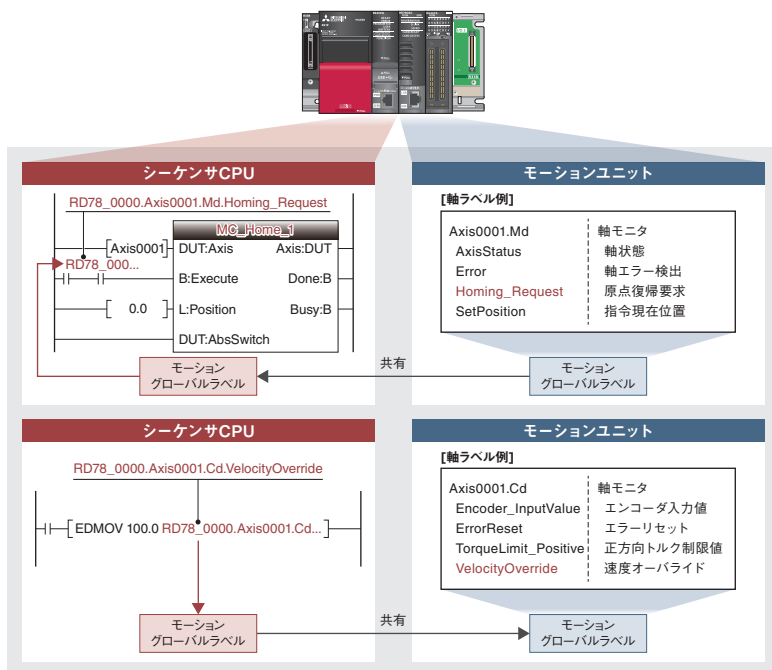 シーケンサCPU
RD78_0000.Axis0001.Md.Homing_Request
MC_Home_1
Axis0001
DUT:Axis
Axis:DUT
RD78_000...
B:Execute
Done:B
0.0
L:Position
Busy:B
DUT:AbsSwitch
モーション
グローバルラベル
共有
モーションユニット
[軸ラベル例]
Axis0001.Md 軸モニタ
AxisStatus 軸状態
Error 軸エラー検出
Homing_Request 原点復帰要求
SetPosition 指令現在位置
モーション
グローバルラベル
シーケンサCPU
RD78_0000.Axis0001.Cd.VelocityOverride
EDMOV 100.0 RD78_0000.Axis0001.Cd...
モーション
グローバルラベル
共有
モーションユニット
[軸ラベル例]
Axis0001.Cd 軸モニタ
Encoder_InputValue エンコーダ入力値
ErrorReset エラーリセット
TorqueLimit_Positive 正方向トルク制限値
VelocityOverride 速度オーバライド
モーション
グローバルラベル